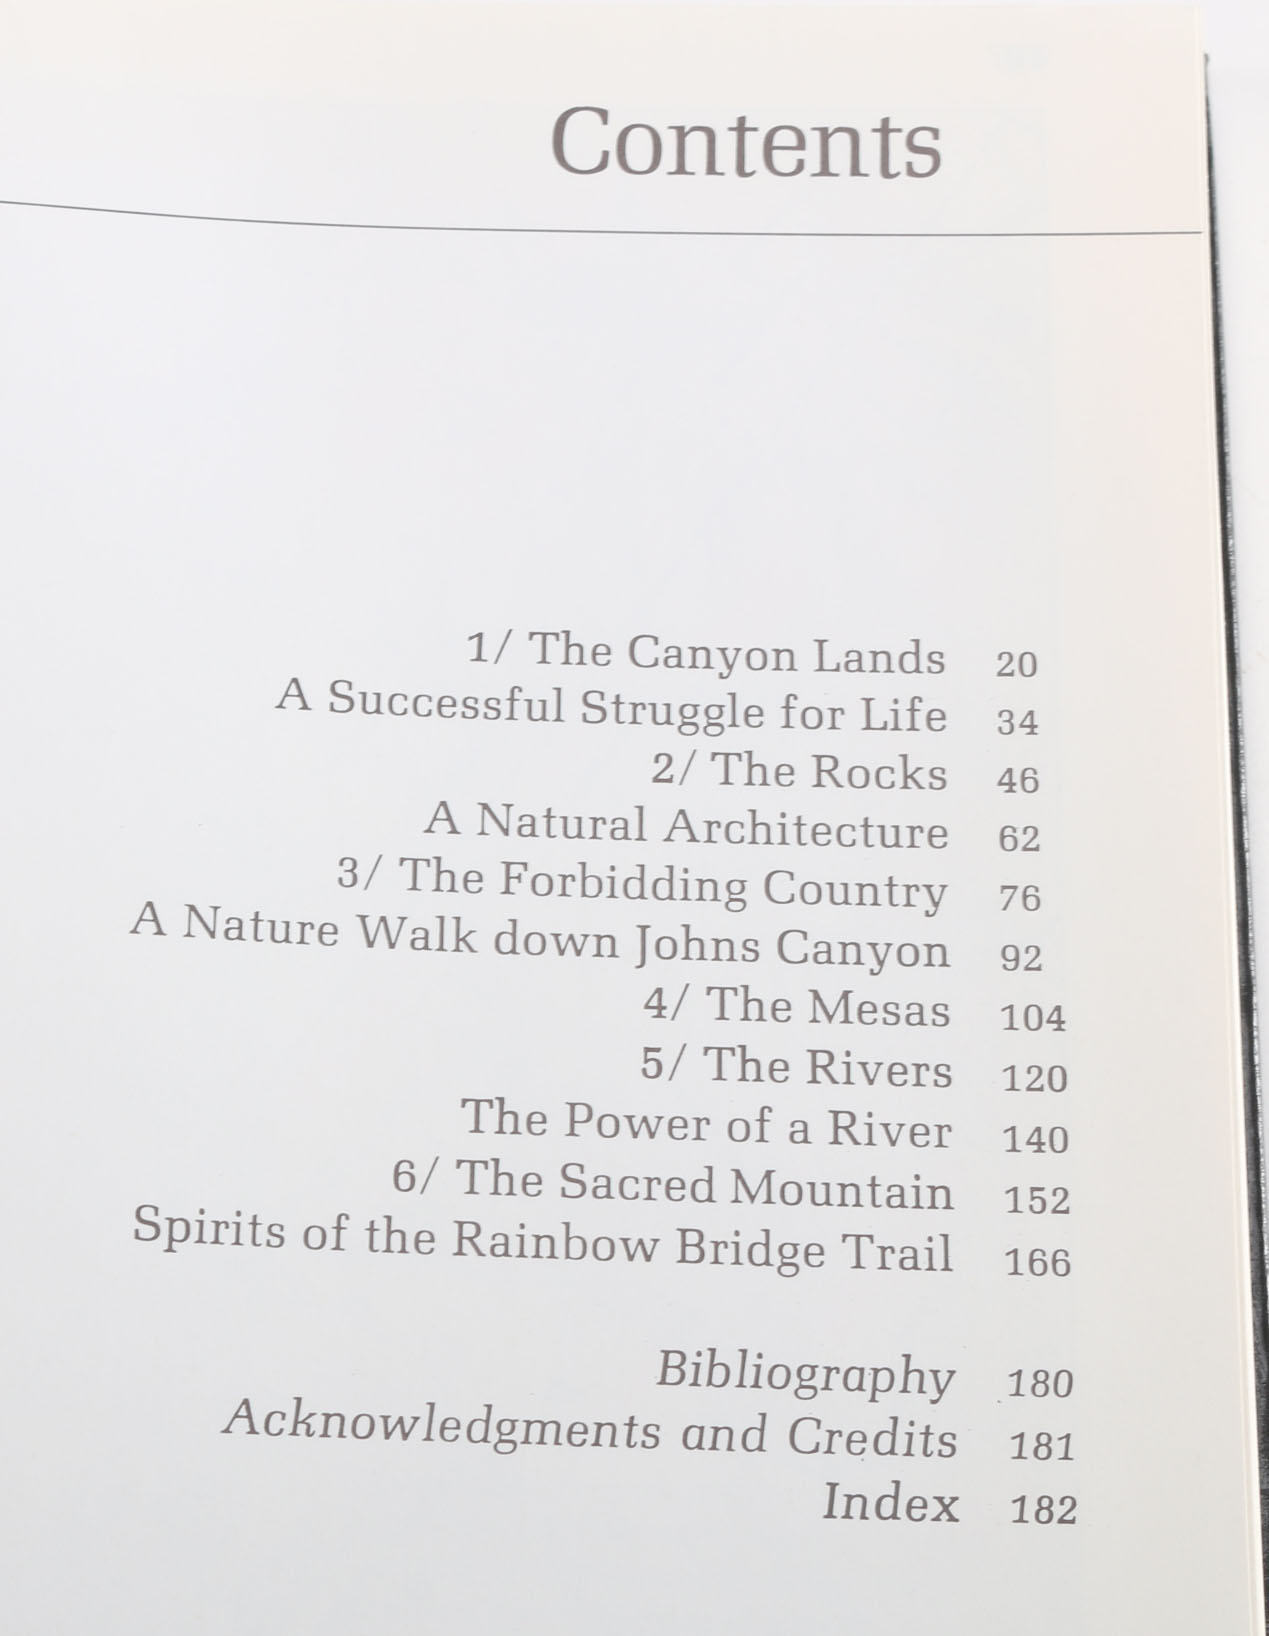 Contents
1/ The Canyon Lands 20
A Successful Struggle for Life 34
2/ The Rocks 46
A Natural Architecture 62
3/ The Forbidding Country 76
A Nature Walk down Johns Canyon 92
4/ The Mesas 104
5/ The Rivers 120
The Power of a River 140
6/ The Sacred Mountain 152
Spirits of the Rainbow Bridge Trail 166
Bibliography 180
Acknowledgments and Credits 181
Index 182